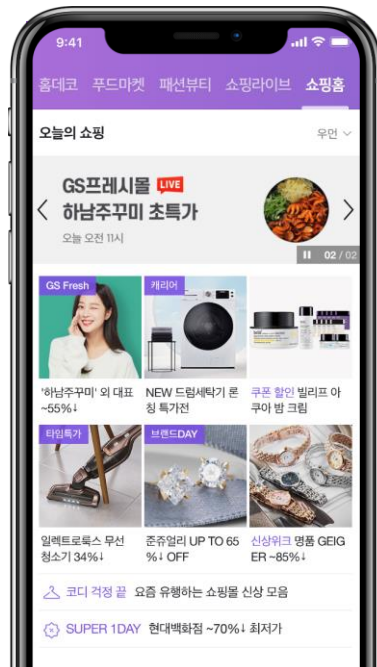 9:41
홈데코 푸드마켓 패션뷰티 쇼핑라이브 쇼핑홈
오늘의 쇼핑
우먼
GS프레시몰 LIVE
하남주꾸미 초특가
오늘 오전 11시
02 / 02
GS Fresh
캐리어
'하남주꾸미' 외 대표
~55%↓
NEW 드럼세탁기 론
칭 특가전
쿠폰 할인 빌리프 아
쿠아 밤 크림
타임특가
브랜드DAY
일렉트로룩스 무선
청소기 34%↓
준쥬얼리 UP TO 65
%↓ OFF
신상위크 명품 GEIG
ER ~85%↓
코디 걱정 끝 요즘 유행하는 쇼핑몰 신상 모음
SUPER 1DAY 현대백화점 ~70%↓ 최저가